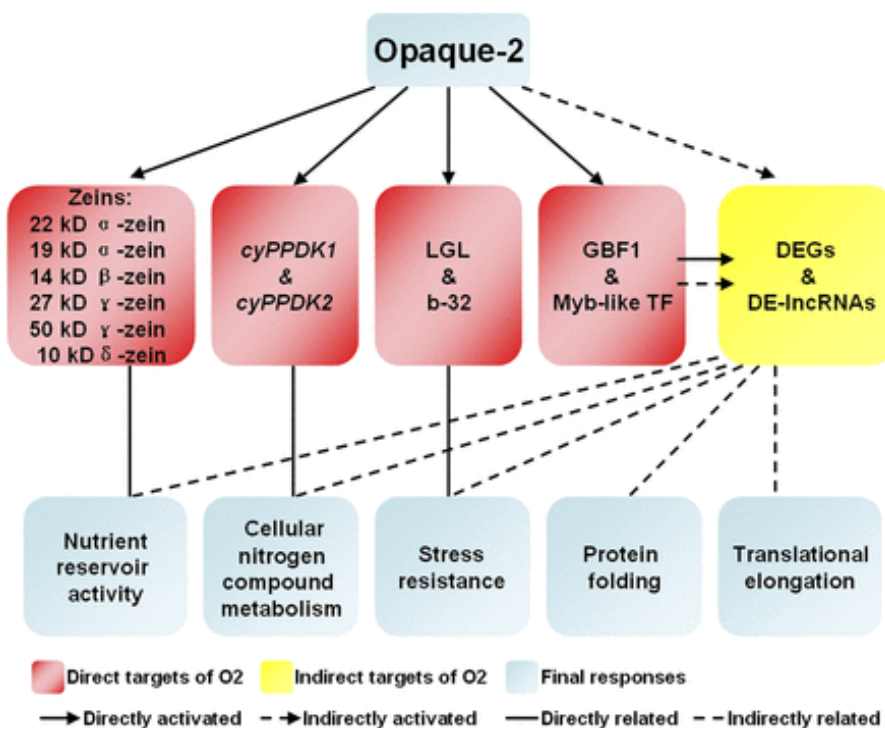 Opaque-2
Zeins:
22 kD α -zein
19 kD α -zein
14 kD β -zein
27 kD γ -zein
50 kD γ -zein
10 kD δ -zein
cyPPDK1
&
cyPPDK2
LGL
&
b-32
GBF1
&
Myb-like TF
DEGs
&
DE-lncRNAs
Nutrient
reservoir
activity
Cellular
nitrogen
compound
metabolism
Stress
resistance
Protein
folding
Translational
elongation
Direct targets of O2
Indirect targets of O2
Final responses
Directly activated
Indirectly activated
Directly related
Indirectly related